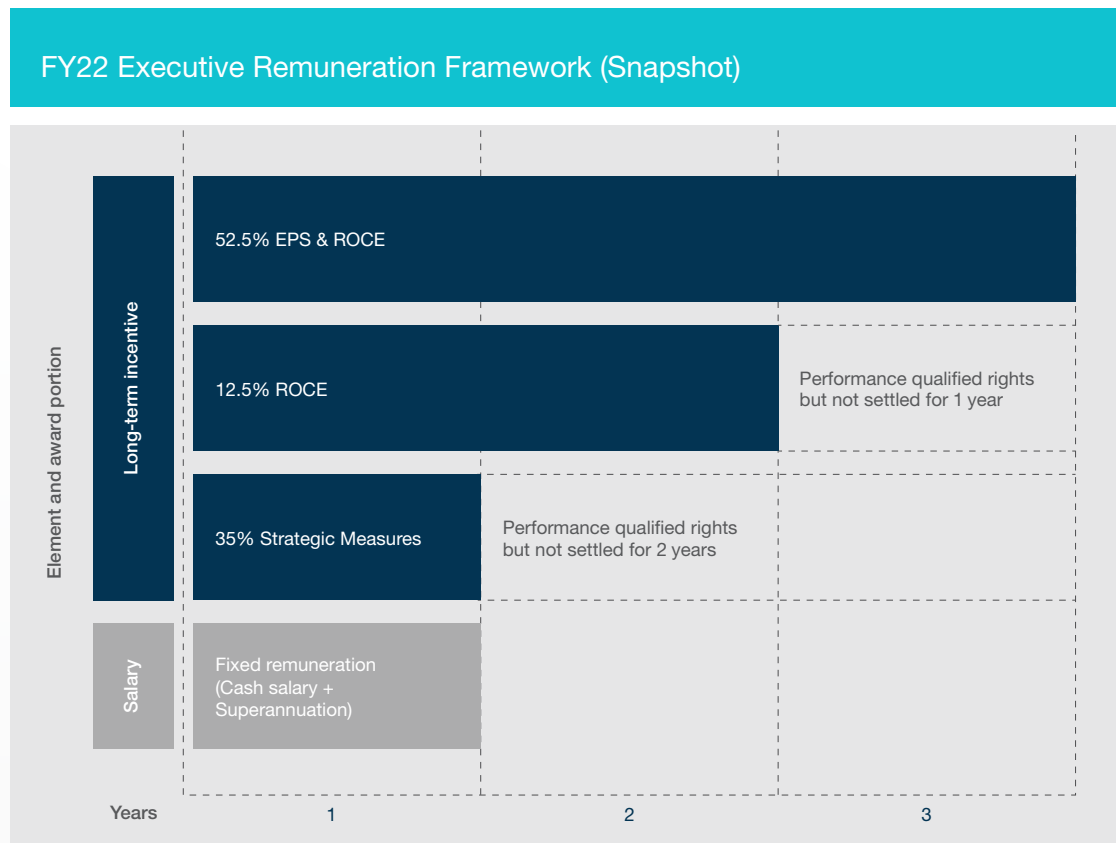 FY22 Executive Remuneration Framework (Snapshot)
Element and award portion
Long-term incentive
52.5% EPS & ROCE
12.5% ROCE
Performance qualified rights
but not settled for 1 year
35% Strategic Measures
Performance qualified rights
but not settled for 2 years
Salary
Fixed remuneration
(Cash salary +
Superannuation)
Years
1
2
3